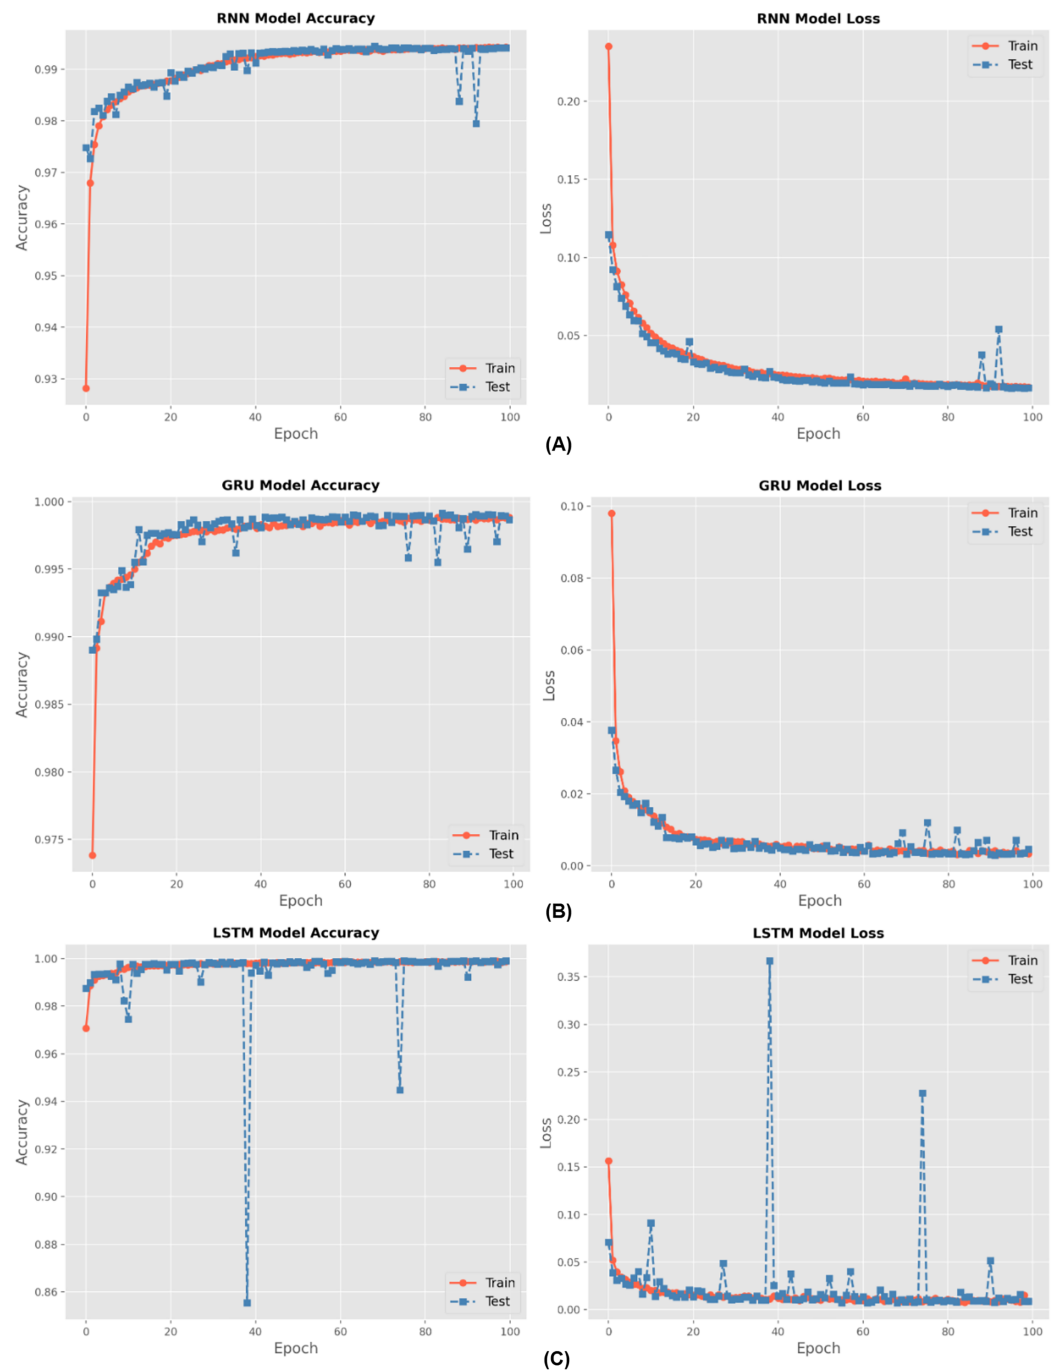 RNN Model Accuracy
0.99
0.98
0.97
0.96
0.95
0.94
0.93
Accuracy
Train
Test
0 20 40 60 80 100
Epoch
RNN Model Loss
Train
Test
0.20
0.15
0.10
0.05
Loss
0 20 40 60 80 100
Epoch
(A)
GRU Model Accuracy
1.000
0.995
0.990
0.985
0.980
0.975
Accuracy
Train
Test
0 20 40 60 80 100
Epoch
GRU Model Loss
0.10
Train
Test
0.08
0.06
0.04
0.02
0.00
Loss
0 20 40 60 80 100
Epoch
(B)
LSTM Model Accuracy
1.00
0.98
0.96
0.94
0.92
0.90
0.88
0.86
Accuracy
Train
Test
0 20 40 60 80 100
Epoch
LSTM Model Loss
Train
Test
0.35
0.30
0.25
0.20
0.15
0.10
0.05
0.00
Loss
0 20 40 60 80 100
Epoch
(C)